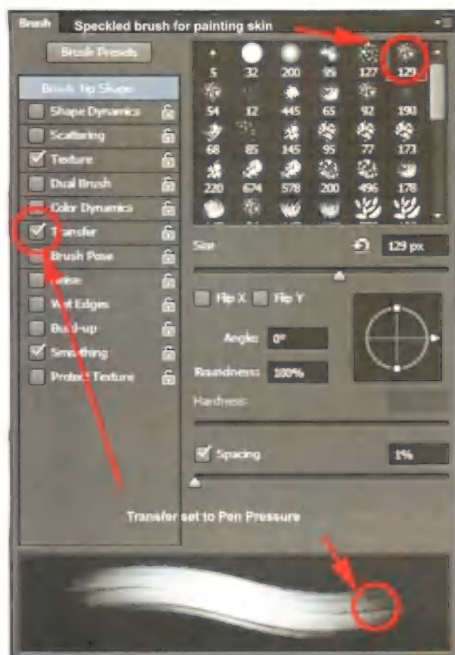 Brush
Speckled brush for painting skin
Brush Presets
Brush Tip Shape
Shape Dynamics
Scattering
Texture
Dual Brush
Color Dynamics
Transfer
Brush Pose
Noise
Wet Edges
Build-up
Smoothing
Protect Texture
5 32 200 95 127 129
54 12 445 65 92 190
68 85 145 95 77 173
220 674 578 200 496 178
Size 129 px
Flip X Flip Y
Angle: 0°
Roundness: 100%
Hardness
Spacing 1%
Transfer set to Pen Pressure